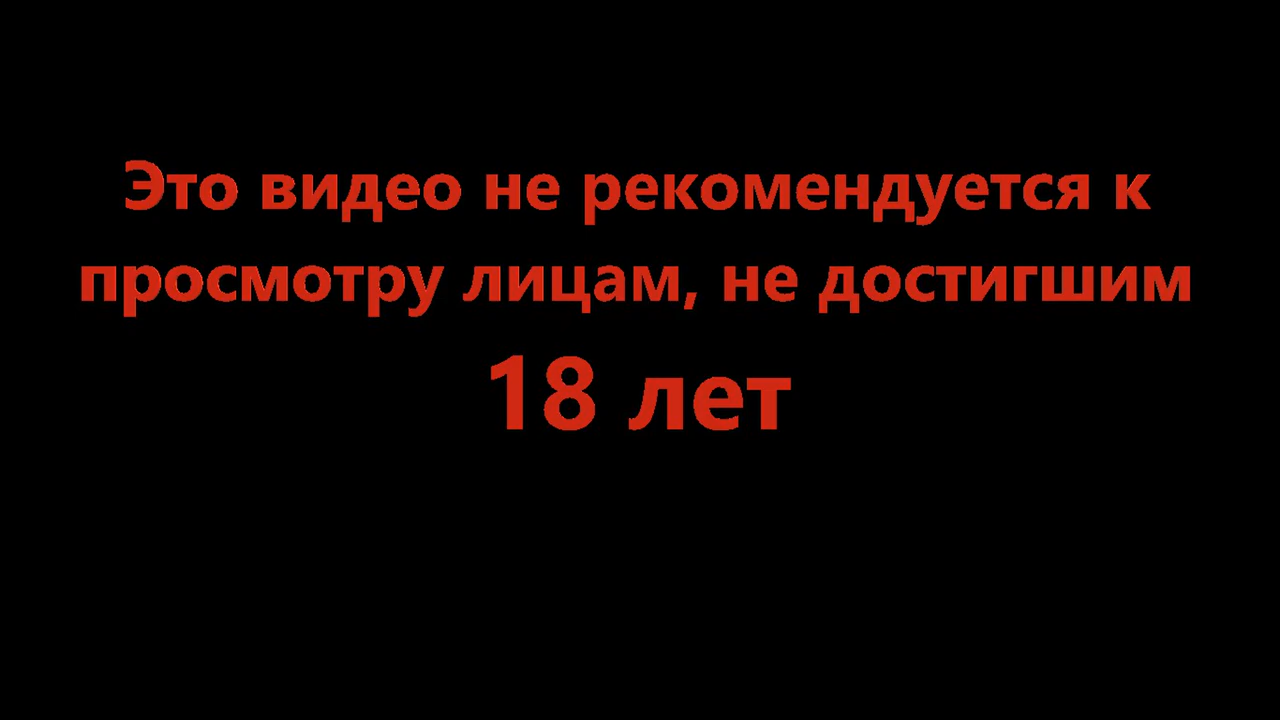 Это видео не рекомендуется к
просмотру лицам, не достигшим
18 лет